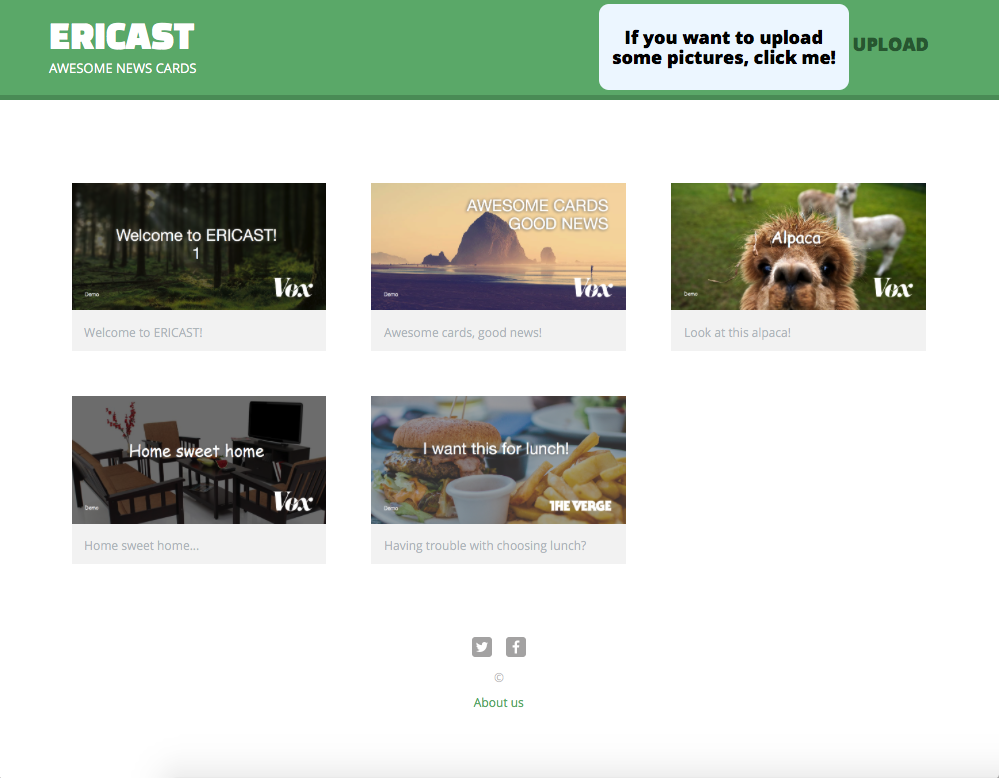 ERICAST
AWESOME NEWS CARDS
If you want to upload
some pictures, click me!
UPLOAD
Welcome to ERICAST!
1
Demo
Vox
Welcome to ERICAST!
AWESOME CARDS
GOOD NEWS
Demo
Vox
Awesome cards, good news!
Alpaca
Demo
Vox
Look at this alpaca!
Home sweet home
Demo
Vox
Home sweet home...
I want this for lunch!
Demo
THE VERGE
Having trouble with choosing lunch?
©
About us